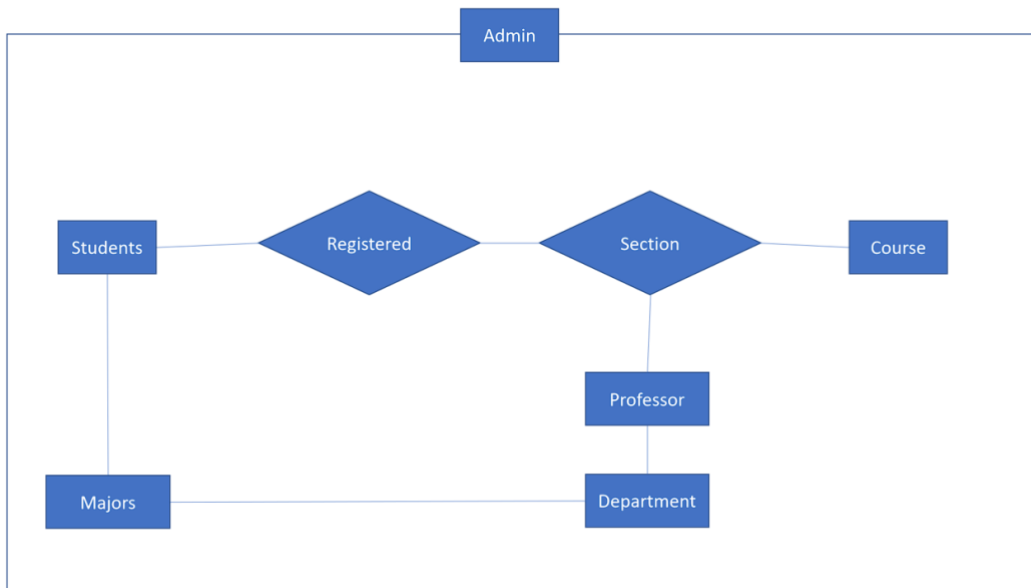 Admin
Students
Registered
Section
Course
Professor
Majors
Department